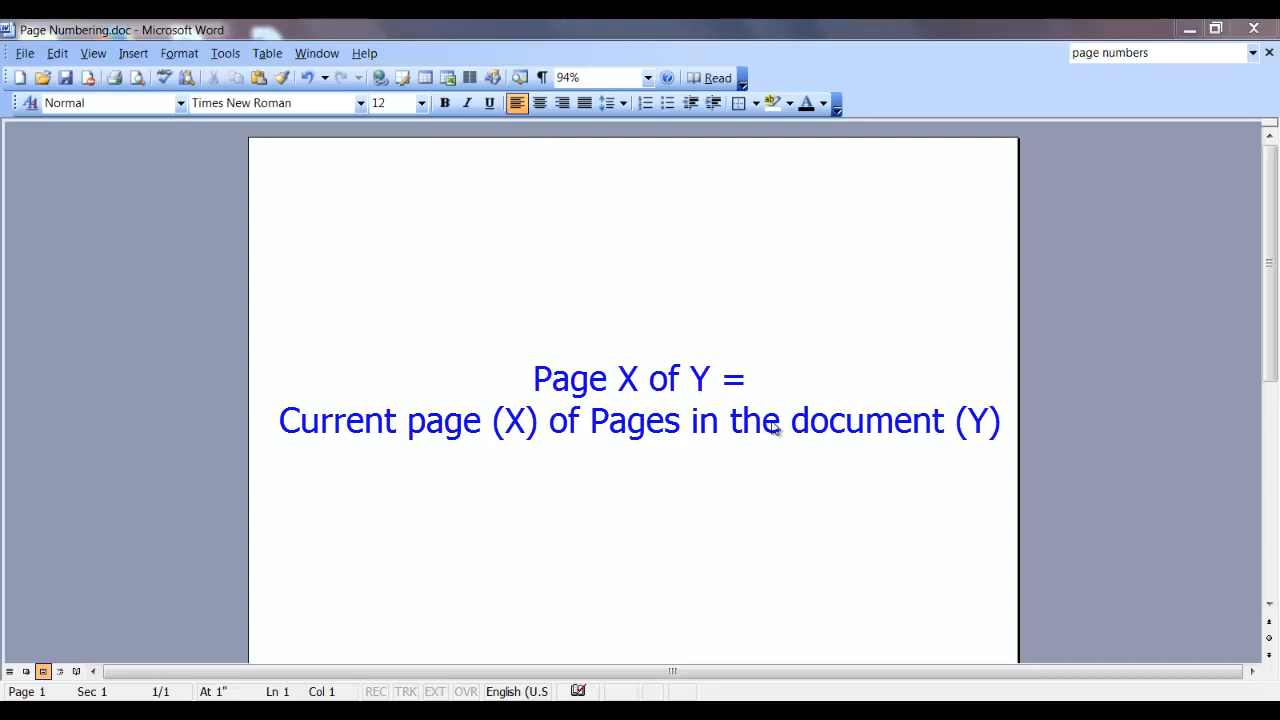 Page Numbering.doc - Microsoft Word
File Edit View Insert Format Tools Table Window Help page numbers
94% Read
Normal Times New Roman 12 B I U A
Page X of Y =
Current page (X) of Pages in the document (Y)
Page 1 Sec 1 1/1 At 1" Ln 1 Col 1 REC TRK EXT OVR English (U.S